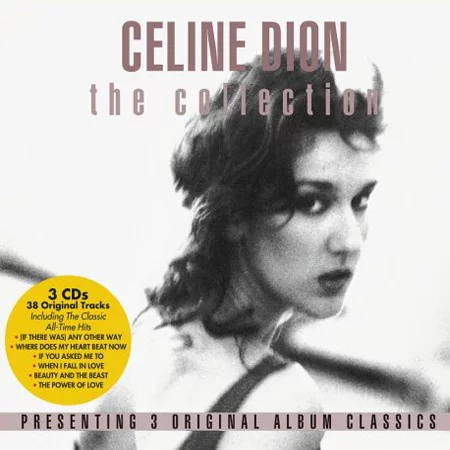 CELINE DION
the collection
3 CDs
38 Original Tracks
Including The Classic
All-Time Hits
• (IF THERE WAS) ANY OTHER WAY
• WHERE DOES MY HEART BEAT NOW
• IF YOU ASKED ME TO
• WHEN I FALL IN LOVE
• BEAUTY AND THE BEAST
• THE POWER OF LOVE
PRESENTING 3 ORIGINAL ALBUM CLASSICS